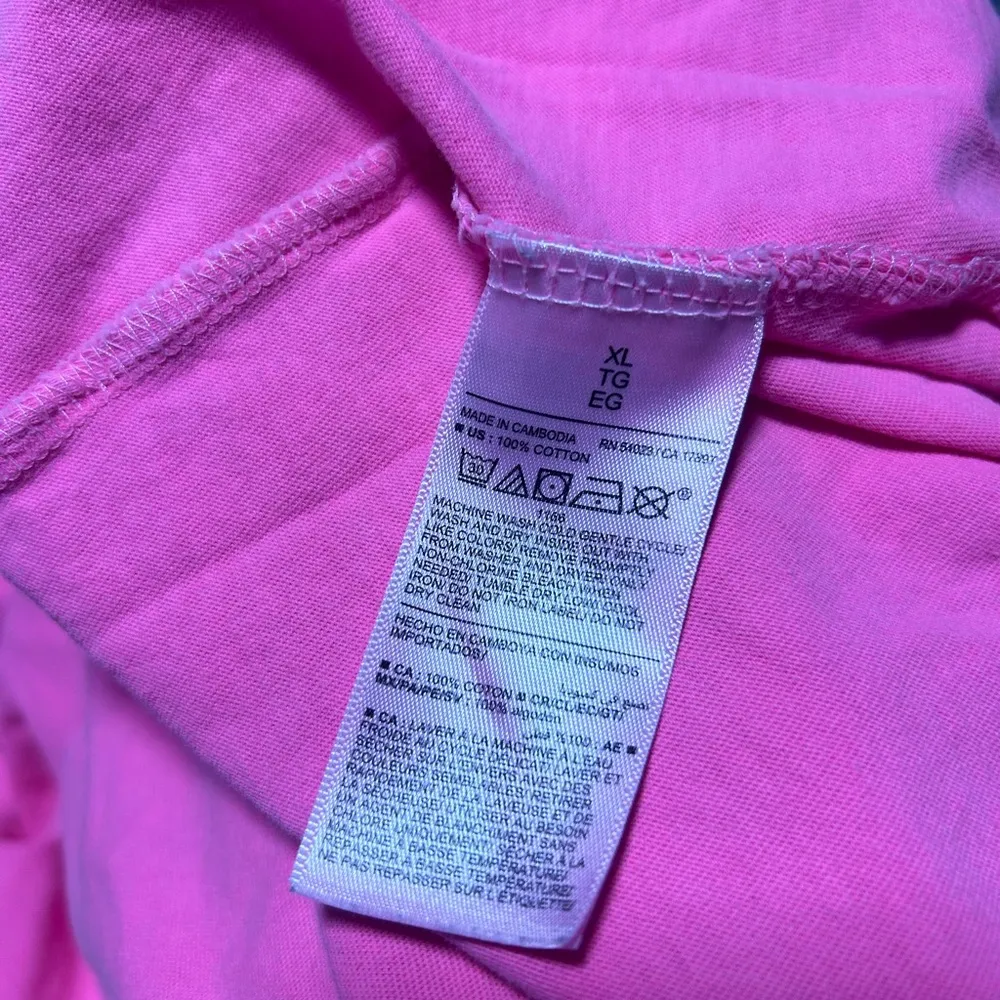 XL
TG
EG
MADE IN CAMBODIA RN 54023 / CA 17897
■ US : 100% COTTON
30
®
1166
MACHINE WASH COLD GENTLE CYCLE/
WASH AND DRY INSIDE OUT WITH
LIKE COLORS/ REMOVE PROMPTLY
FROM WASHER AND DRYER/ ONLY
NON-CHLORINE BLEACH WHEN
NEEDED/ TUMBLE DRY LOW/ COOL
IRON/ DO NOT IRON LABEL/ DO NOT
DRY CLEAN
HECHO EN CAMBOYA CON INSUMOS
IMPORTADOS/
■ CA : 100% COTON ■ CR/CU/EC/GT/
MX/PA/PE/SV : 100% algodón
100 : AE ■
■ CA : LAVER À LA MACHINE À L'EAU
FROIDE AU CYCLE DÉLICAT/ LAVER ET
SÉCHER SUR L'ENVERS AVEC DES
COULEURS SEMBLABLES/ RETIRER
RAPIDEMENT DE LA LAVEUSE ET DE
LA SÉCHEUSE/ UTILISER AU BESOIN
UN AGENT DE BLANCHIMENT SANS
CHLORE UNIQUEMENT/ SÉCHER À LA
MACHINE À BASSE TEMPÉRATURE/
REPASSER À BASSE TEMPÉRATURE/
NE PAS REPASSER SUR L'ÉTIQUETTE/